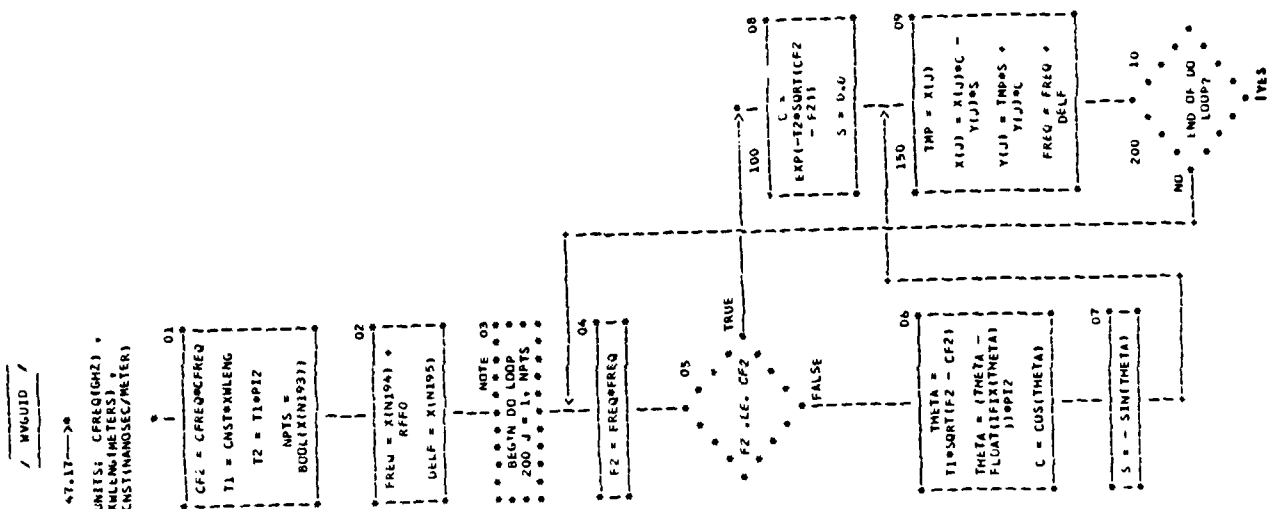 / WVGUID /
47.17--->*
UNITS: CFREQ(GHZ) ,
XWLENG(METERS) ,
CNST(NANOSEC/METER)
01
CF2 = CFREQ*CFREQ
T1 = CNST*XWLENG
T2 = T1*PI2
NPTS =
BOOL(X(N193))
02
FREQ = X(N194) +
RFFO
DELF = X(N195)
NOTE 03
BEGIN DO LOOP
200 J = 1, NPTS
04
F2 = FREQ*FREQ
05
F2 .LE. CF2
TRUE
FALSE
06
THETA =
T1*SQRT(F2 - CF2)
THETA = (THETA -
FLOAT(IFIX(THETA)
))*PI2
C = COS(THETA)
07
S = - SIN(THETA)
100 08
C =
EXP(-T2*SQRT(CF2
- F2))
S = 0.0
150 09
TMP = X(J)
X(J) = X(J)*C -
Y(J)*S
Y(J) = TMP*S +
Y(J)*C
FREQ = FREQ +
DELF
200 10
END OF DO
LOOP?
NO
YES